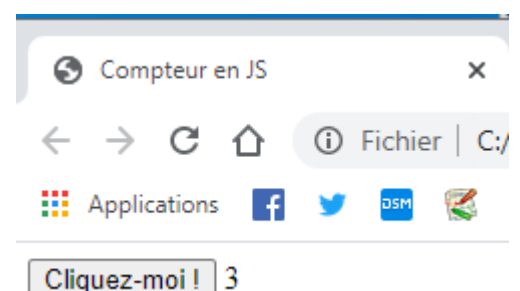 Compteur en JS
Fichier | C:/
Applications f DSM
Cliquez-moi ! 3